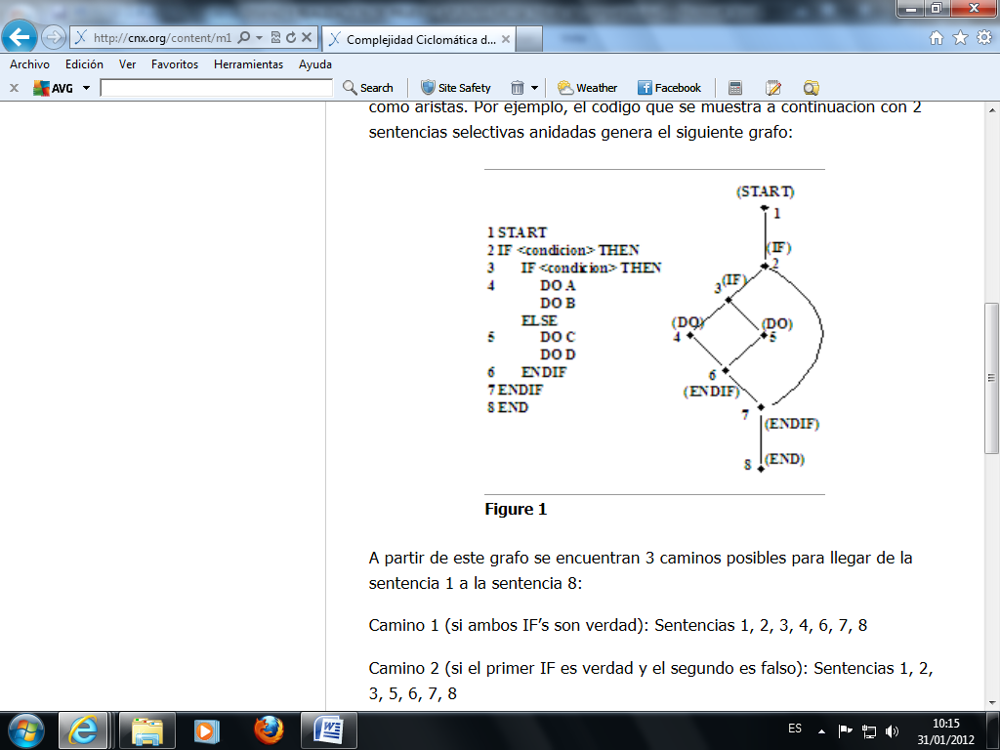 http://cnx.org/content/m1
Complejidad Ciclomática d...
Archivo Edición Ver Favoritos Herramientas Ayuda
AVG Search Site Safety Weather Facebook
como aristas. Por ejemplo, el código que se muestra a continuación con 2
sentencias selectivas anidadas genera el siguiente grafo:
1 START
2 IF <condicion> THEN
3 IF <condicion> THEN
4 DO A
DO B
ELSE
5 DO C
DO D
6 ENDIF
7 ENDIF
8 END
(START)
1
(IF)
2
(IF)
3
(DO)
4
(DO)
5
6
(ENDIF)
7
(ENDIF)
8
(END)
Figure 1
A partir de este grafo se encuentran 3 caminos posibles para llegar de la
sentencia 1 a la sentencia 8:
Camino 1 (si ambos IF’s son verdad): Sentencias 1, 2, 3, 4, 6, 7, 8
Camino 2 (si el primer IF es verdad y el segundo es falso): Sentencias 1, 2,
3, 5, 6, 7, 8
ES
10:15
31/01/2012